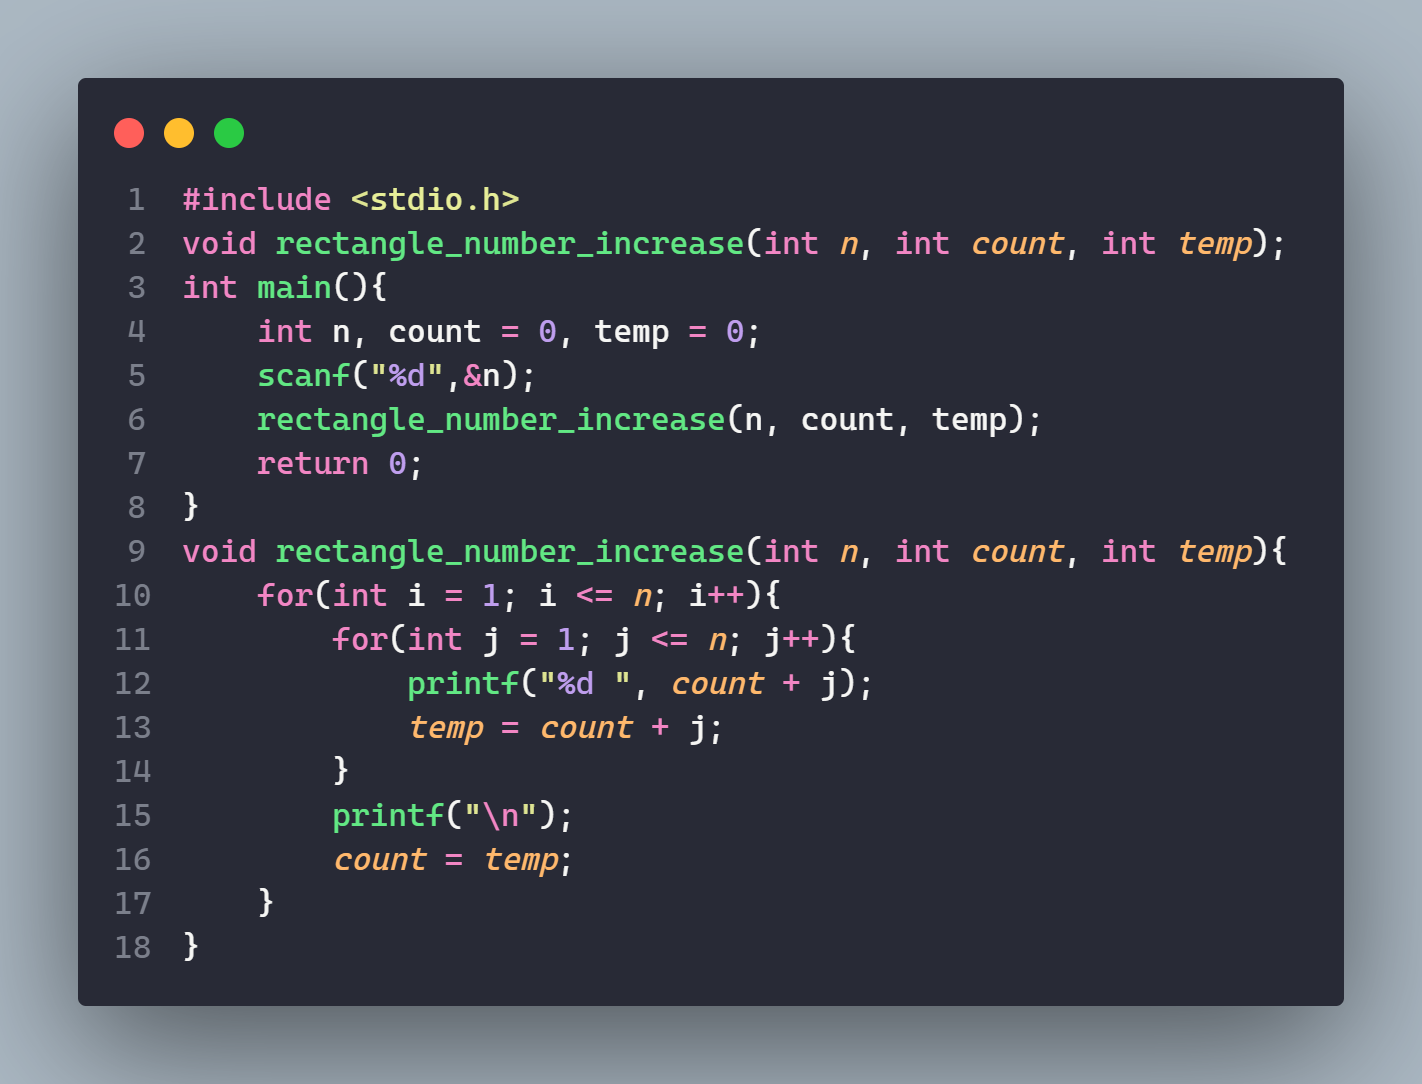 1 #include <stdio.h>
2 void rectangle_number_increase(int n, int count, int temp);
3 int main(){
4     int n, count = 0, temp = 0;
5     scanf("%d",&n);
6     rectangle_number_increase(n, count, temp);
7     return 0;
8 }
9 void rectangle_number_increase(int n, int count, int temp){
10     for(int i = 1; i <= n; i++){
11         for(int j = 1; j <= n; j++){
12             printf("%d ", count + j);
13             temp = count + j;
14         }
15         printf("\n");
16         count = temp;
17     }
18 }